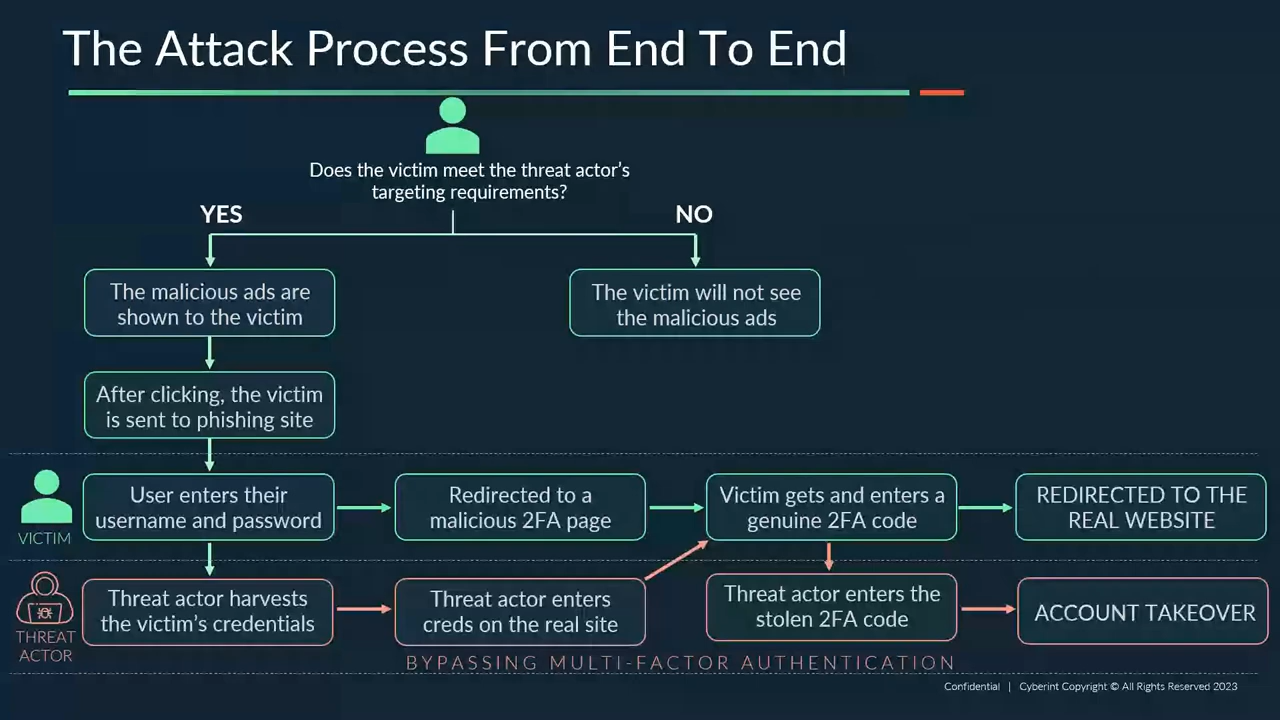 The Attack Process From End To End
Does the victim meet the threat actor's
targeting requirements?
YES
NO
The malicious ads are
shown to the victim
The victim will not see
the malicious ads
After clicking, the victim
is sent to phishing site
VICTIM
User enters their
username and password
Redirected to a
malicious 2FA page
Victim gets and enters a
genuine 2FA code
REDIRECTED TO THE
REAL WEBSITE
THREAT
ACTOR
Threat actor harvests
the victim's credentials
Threat actor enters
creds on the real site
Threat actor enters the
stolen 2FA code
ACCOUNT TAKEOVER
BYPASSING MULTI-FACTOR AUTHENTICATION
Confidential | Cyberint Copyright © All Rights Reserved 2023